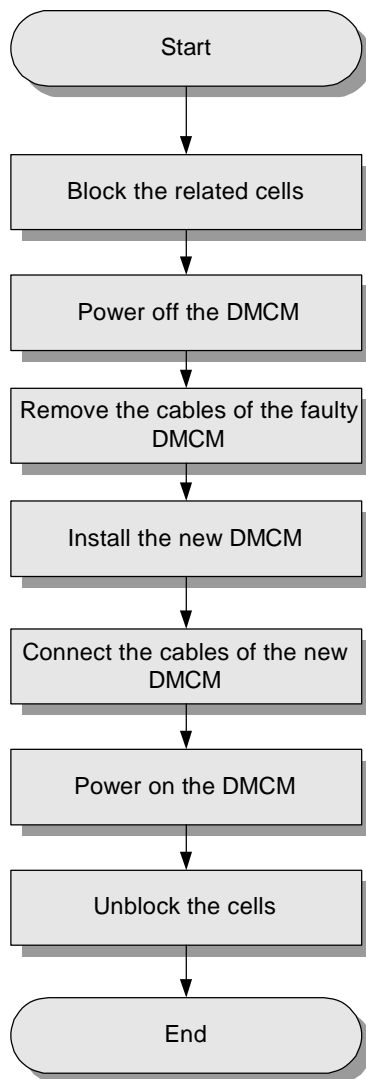 Start
Block the related cells
Power off the DMCM
Remove the cables of the faulty
DMCM
Install the new DMCM
Connect the cables of the new
DMCM
Power on the DMCM
Unblock the cells
End